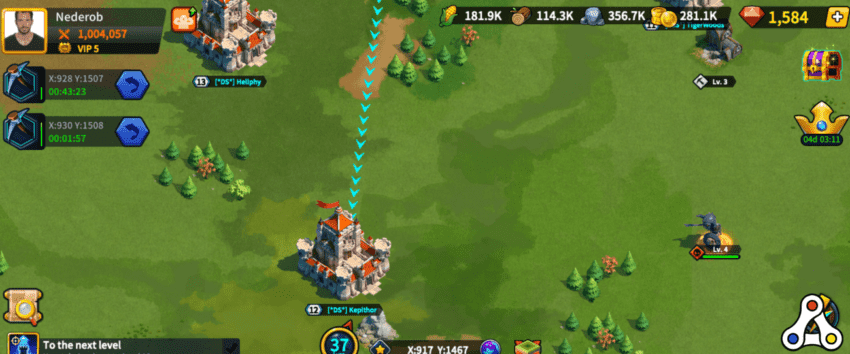 Nederob
1,004,057
VIP 5
181.9K
114.3K
356.7K
281.1K
1,584
X:928 Y:1507
00:43:23
X:930 Y:1508
00:01:57
13 [*DS*] Hellphy
TigerWoods
Lv. 3
04d 03:11
Lv. 4
12 [*DS*] Kepithor
To the next level
37
X:917 Y:1467